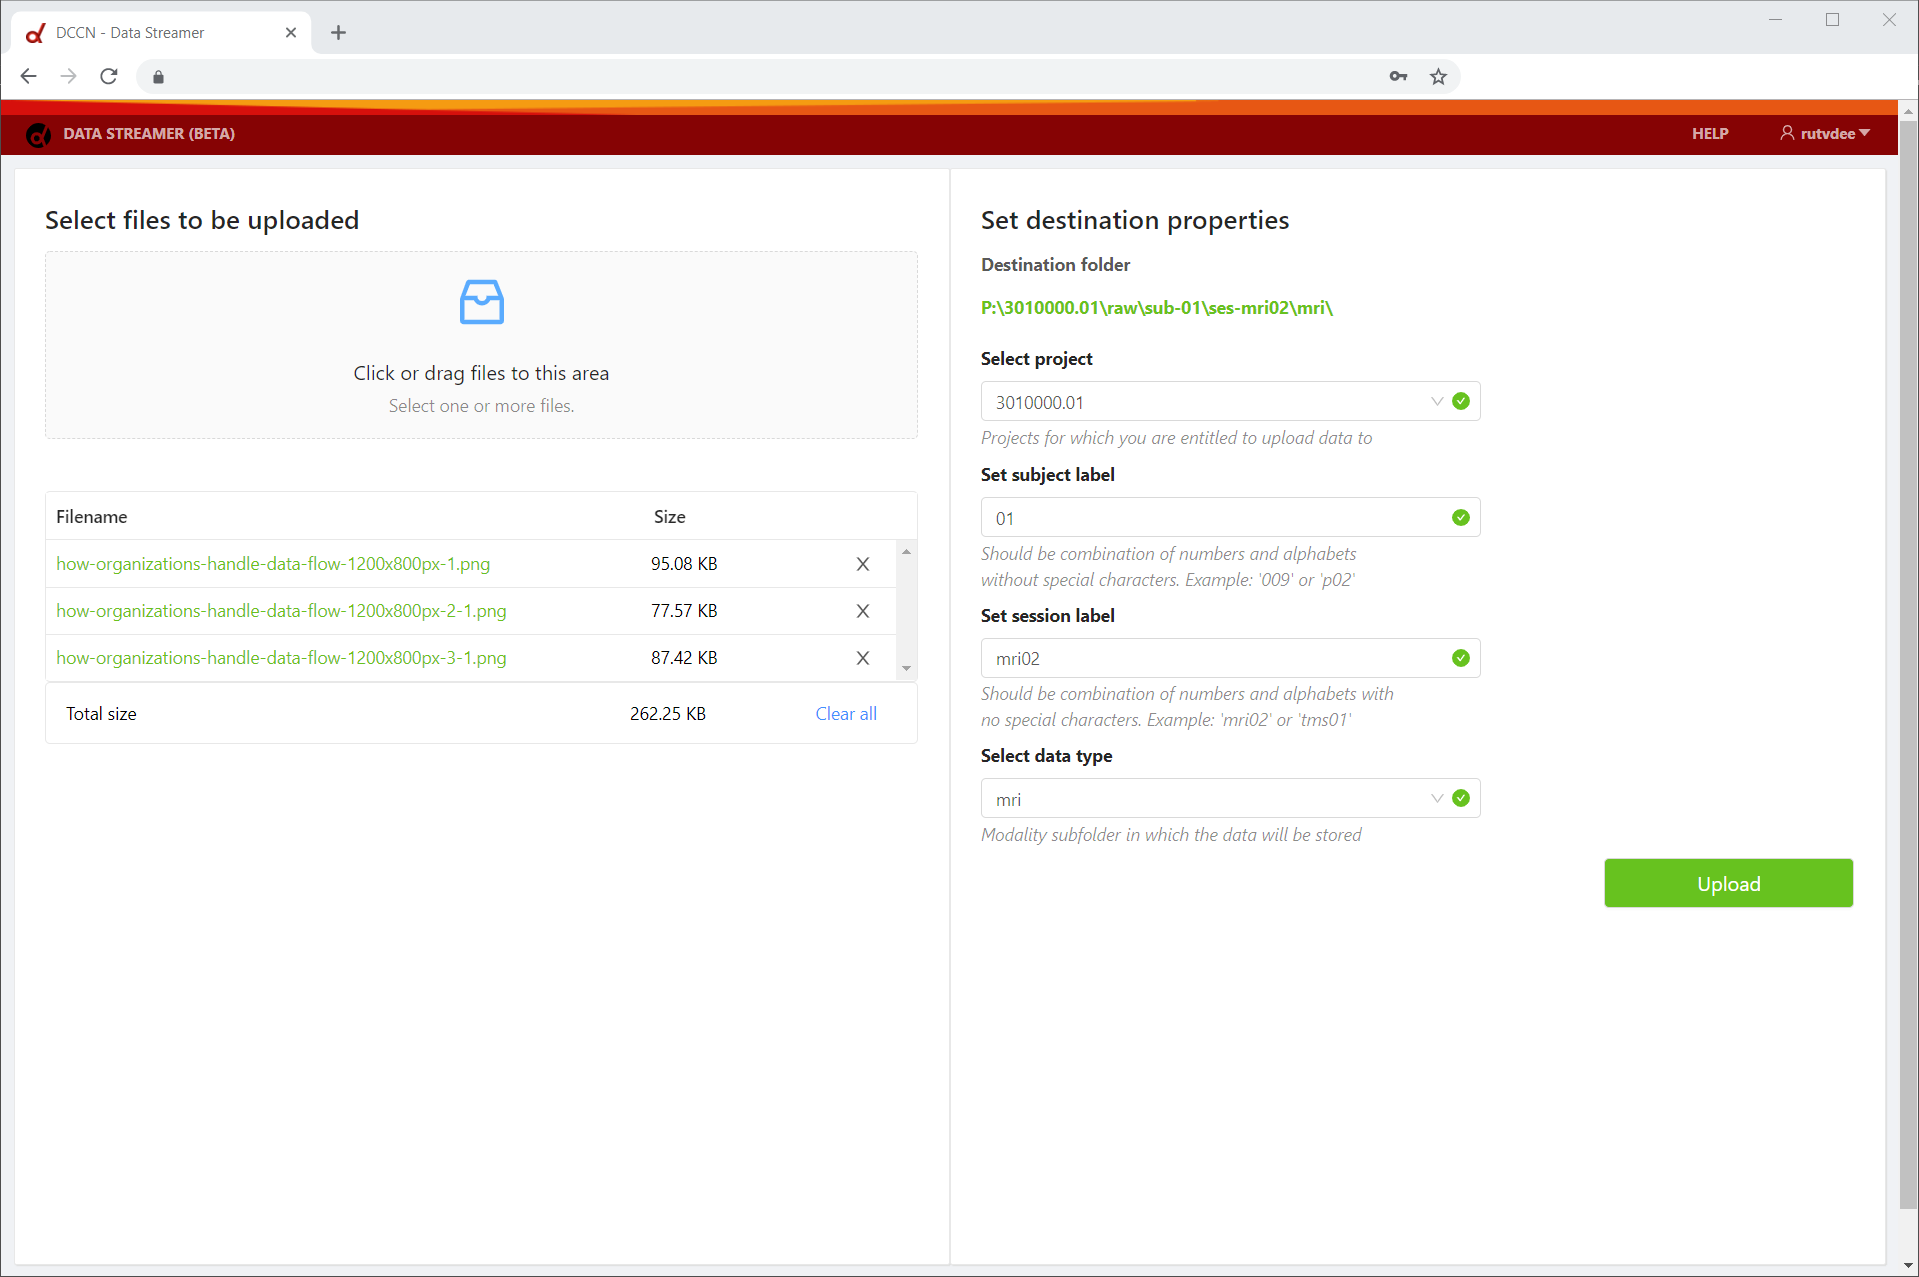 DCCN - Data Streamer
DATA STREAMER (BETA)
HELP
rutvdee
Select files to be uploaded
Click or drag files to this area
Select one or more files.
Filename Size
how-organizations-handle-data-flow-1200x800px-1.png 95.08 KB X
how-organizations-handle-data-flow-1200x800px-2-1.png 77.57 KB X
how-organizations-handle-data-flow-1200x800px-3-1.png 87.42 KB X
Total size 262.25 KB Clear all
Set destination properties
Destination folder
P:\3010000.01\raw\sub-01\ses-mri02\mri\
Select project
3010000.01
Projects for which you are entitled to upload data to
Set subject label
01
Should be combination of numbers and alphabets
without special characters. Example: '009' or 'p02'
Set session label
mri02
Should be combination of numbers and alphabets with
no special characters. Example: 'mri02' or 'tms01'
Select data type
mri
Modality subfolder in which the data will be stored
Upload